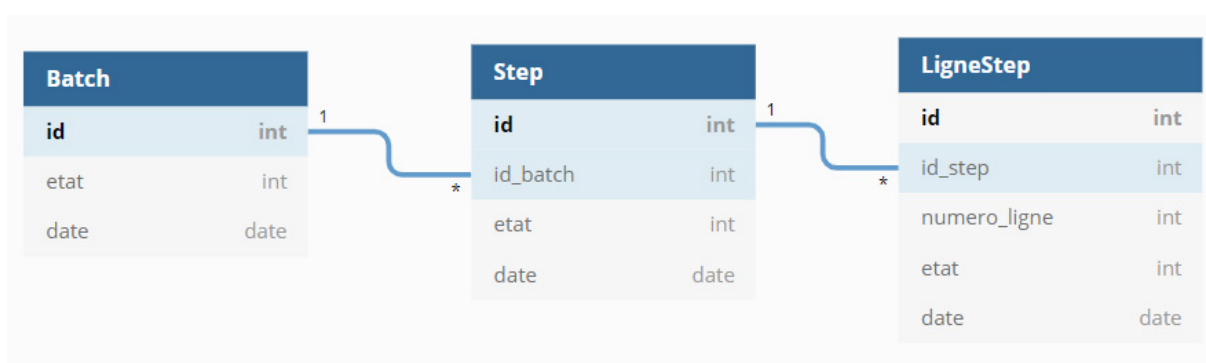 Batch
id int
etat int
date date
1
*
Step
id int
id_batch int
etat int
date date
1
*
LigneStep
id int
id_step int
numero_ligne int
etat int
date date